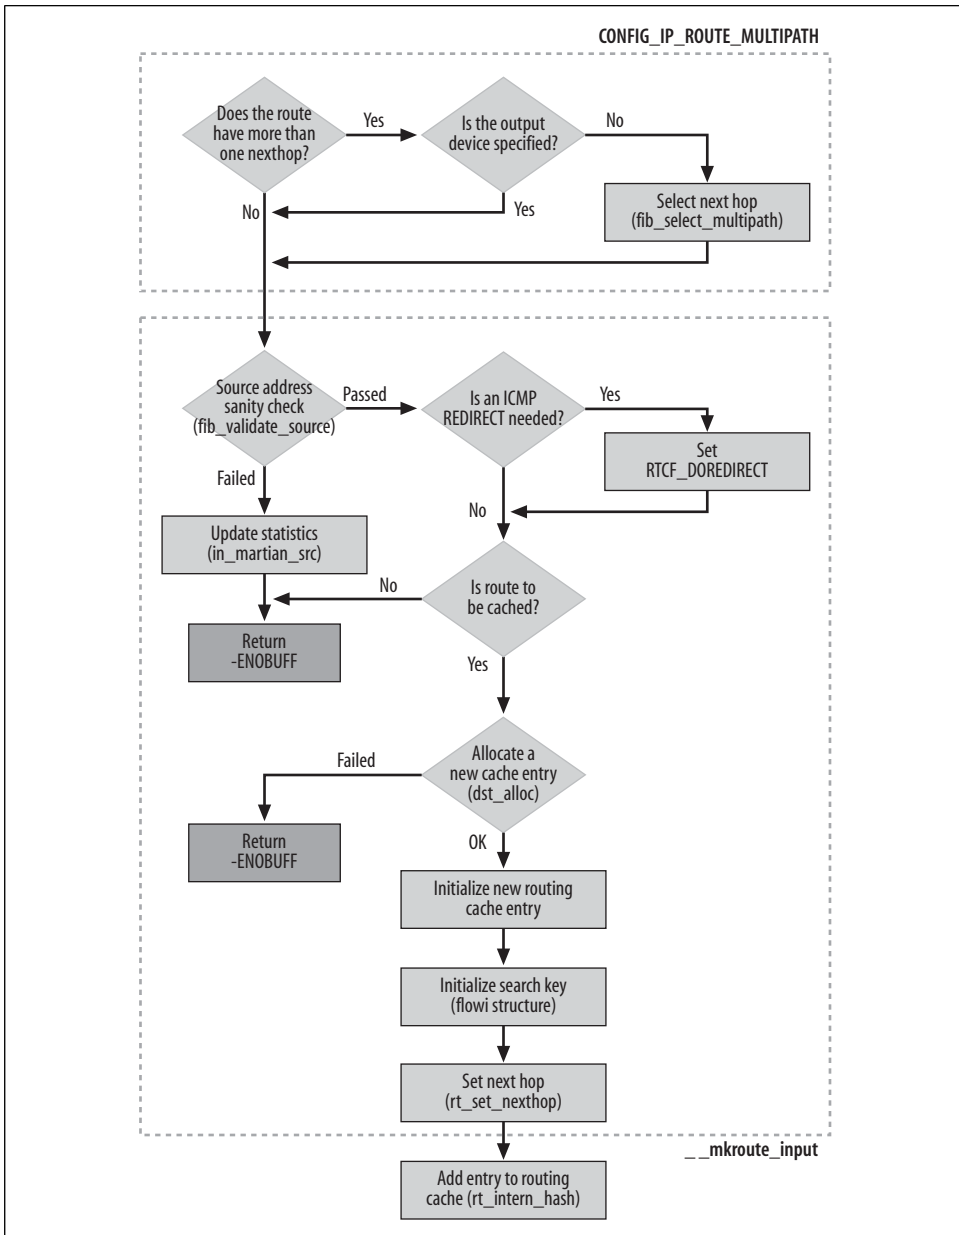 CONFIG_IP_ROUTE_MULTIPATH
Does the route
have more than
one nexthop?
Yes
Is the output
device specified?
No
Select next hop
(fib_select_multipath)
No
Yes
Source address
sanity check
(fib_validate_source)
Passed
Is an ICMP
REDIRECT needed?
Yes
Set
RTCF_DOREDIRECT
Failed
No
Update statistics
(in_martian_src)
No
Is route to
be cached?
Return
-ENOBUFF
Yes
Allocate a
new cache entry
(dst_alloc)
Failed
Return
-ENOBUFF
OK
Initialize new routing
cache entry
Initialize search key
(flowi structure)
Set next hop
(rt_set_nexthop)
_ _mkroute_input
Add entry to routing
cache (rt_intern_hash)